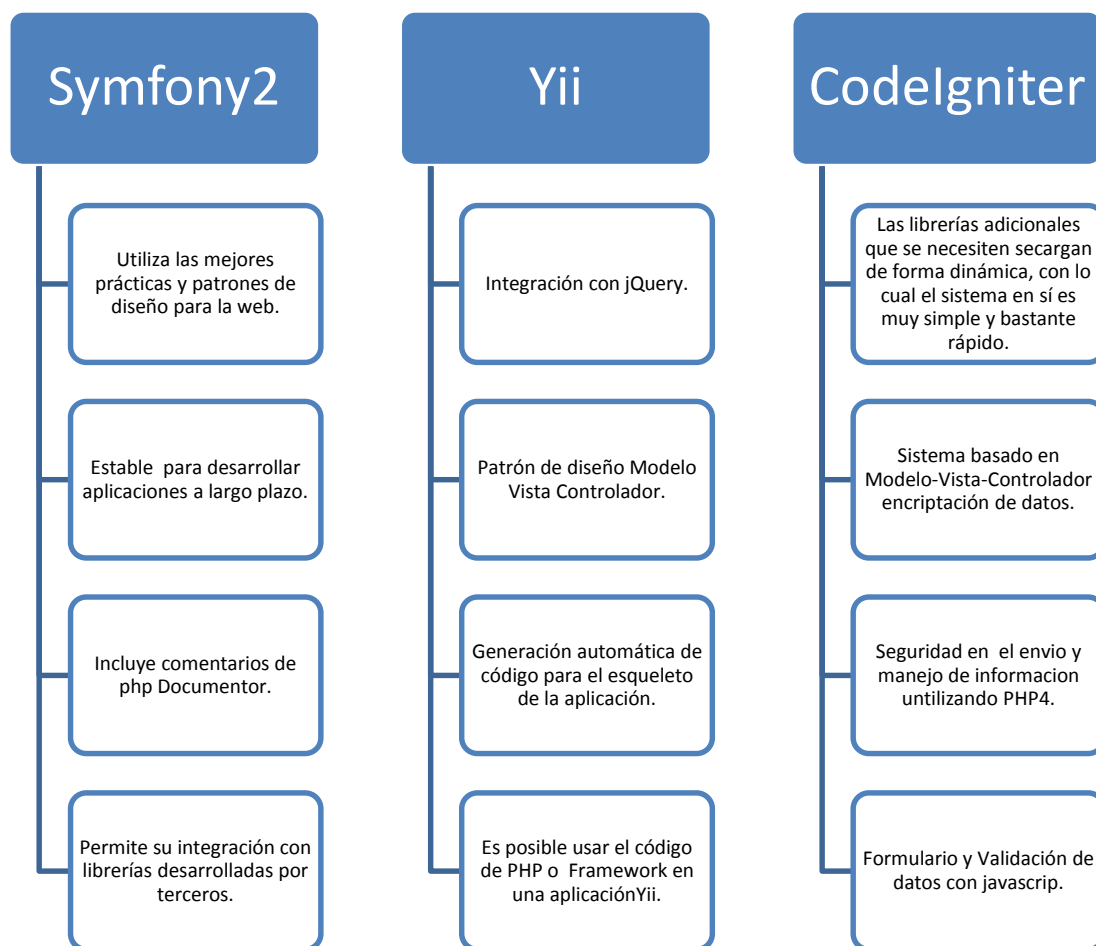 Symfony2
Utiliza las mejores
prácticas y patrones de
diseño para la web.
Estable  para desarrollar
aplicaciones a largo plazo.
Incluye comentarios de
php Documentor.
Permite su integración con
librerías desarrolladas por
terceros.
Yii
Integración con jQuery.
Patrón de diseño Modelo
Vista Controlador.
Generación automática de
código para el esqueleto
de la aplicación.
Es posible usar el código
de PHP o  Framework en
una aplicaciónYii.
CodeIgniter
Las librerías adicionales
que se necesiten secargan
de forma dinámica, con lo
cual el sistema en sí es
muy simple y bastante
rápido.
Sistema basado en
Modelo-Vista-Controlador
encriptación de datos.
Seguridad en  el envio y
manejo de informacion
untilizando PHP4.
Formulario y Validación de
datos con javascrip.